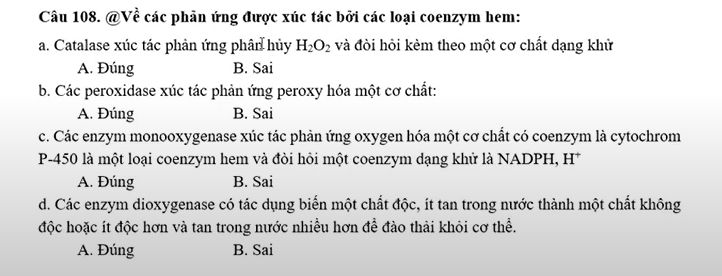 Câu 108. @Về các phản ứng được xúc tác bởi các loại coenzym hem:
a. Catalase xúc tác phản ứng phân hủy H₂O₂ và đòi hỏi kèm theo một cơ chất dạng khử
A. Đúng B. Sai
b. Các peroxidase xúc tác phản ứng peroxy hóa một cơ chất:
A. Đúng B. Sai
c. Các enzym monooxygenase xúc tác phản ứng oxygen hóa một cơ chất có coenzym là cytochrom
P-450 là một loại coenzym hem và đòi hỏi một coenzym dạng khử là NADPH, H⁺
A. Đúng B. Sai
d. Các enzym dioxygenase có tác dụng biến một chất độc, ít tan trong nước thành một chất không
độc hoặc ít độc hơn và tan trong nước nhiều hơn để đào thải khỏi cơ thể.
A. Đúng B. Sai